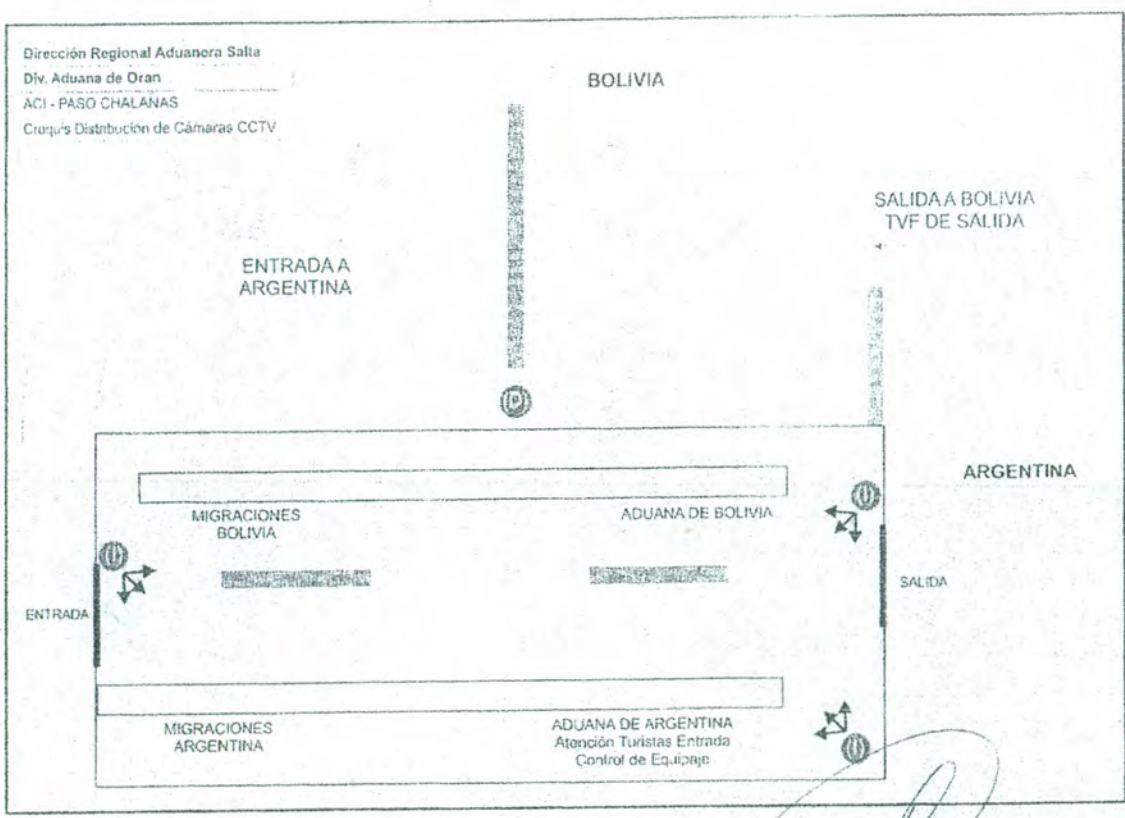 Dirección Regional Aduanera Salta
Div. Aduana de Oran
ACI - PASO CHALANAS
Croquis Distribución de Cámaras CCTV
BOLIVIA
SALIDA A BOLIVIA
TVF DE SALIDA
ENTRADA A
ARGENTINA
ARGENTINA
MIGRACIONES
BOLIVIA
ADUANA DE BOLIVIA
ENTRADA
SALIDA
MIGRACIONES
ARGENTINA
ADUANA DE ARGENTINA
Atención Turistas Entrada
Control de Equipaje